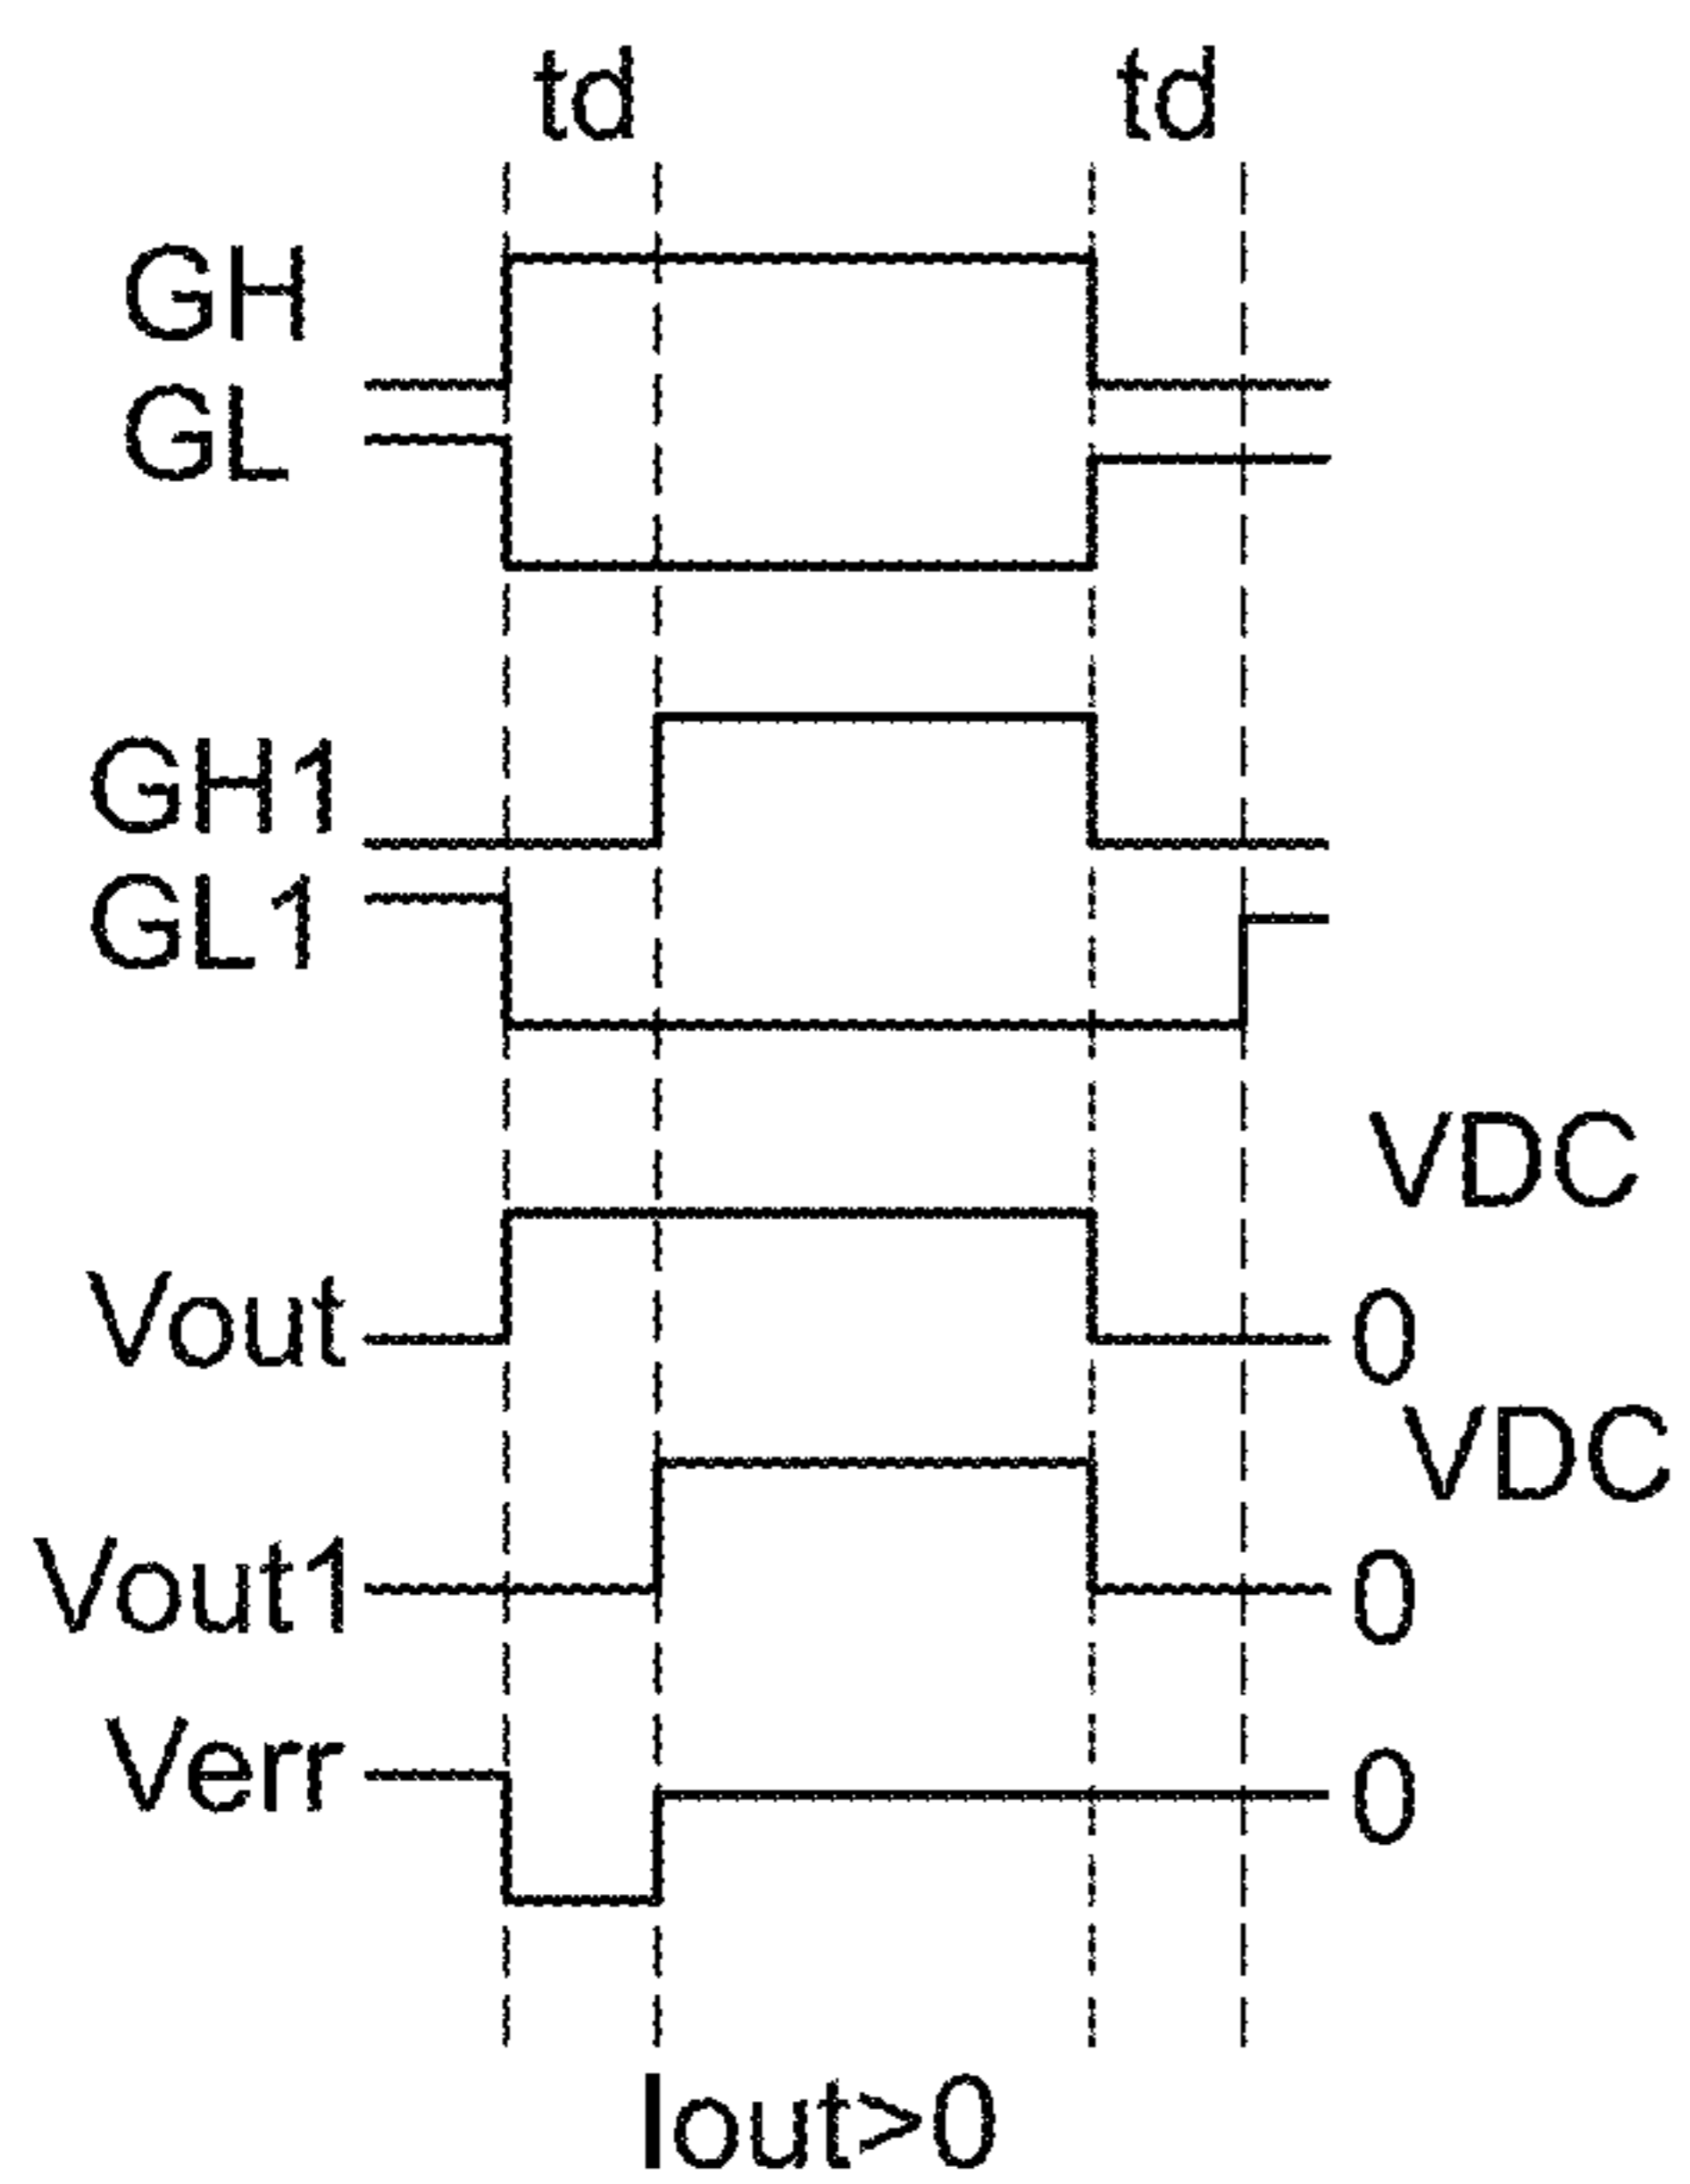 td td
GH
GL
GH1
GL1
VDC
Vout 0
VDC
Vout1 0
Verr 0
Iout>0